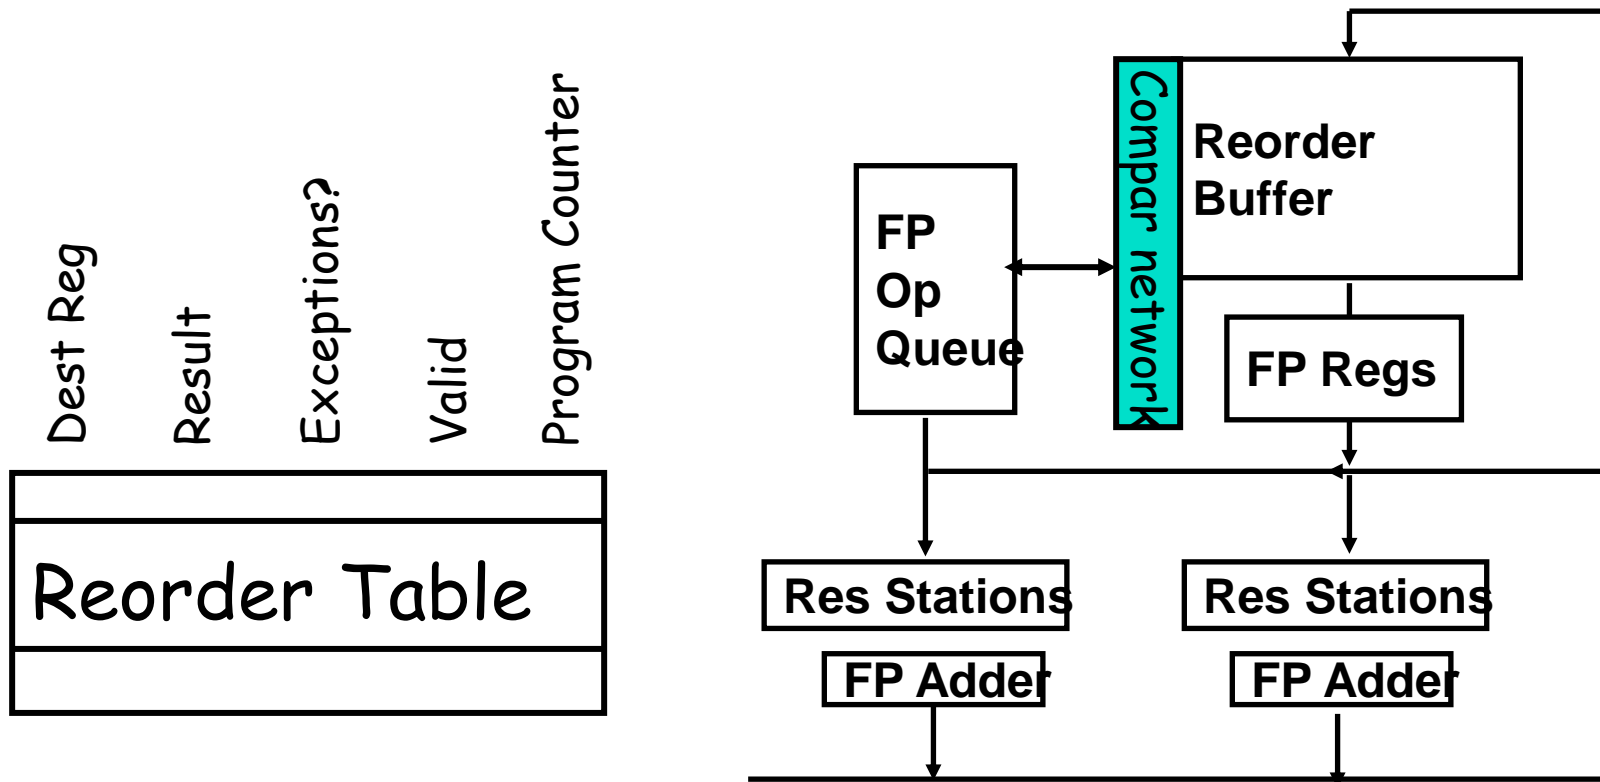 Dest Reg
Result
Exceptions?
Valid
Program Counter
Reorder Table
Compar network
Reorder
Buffer
FP
Op
Queue
FP Regs
Res Stations
Res Stations
FP Adder
FP Adder